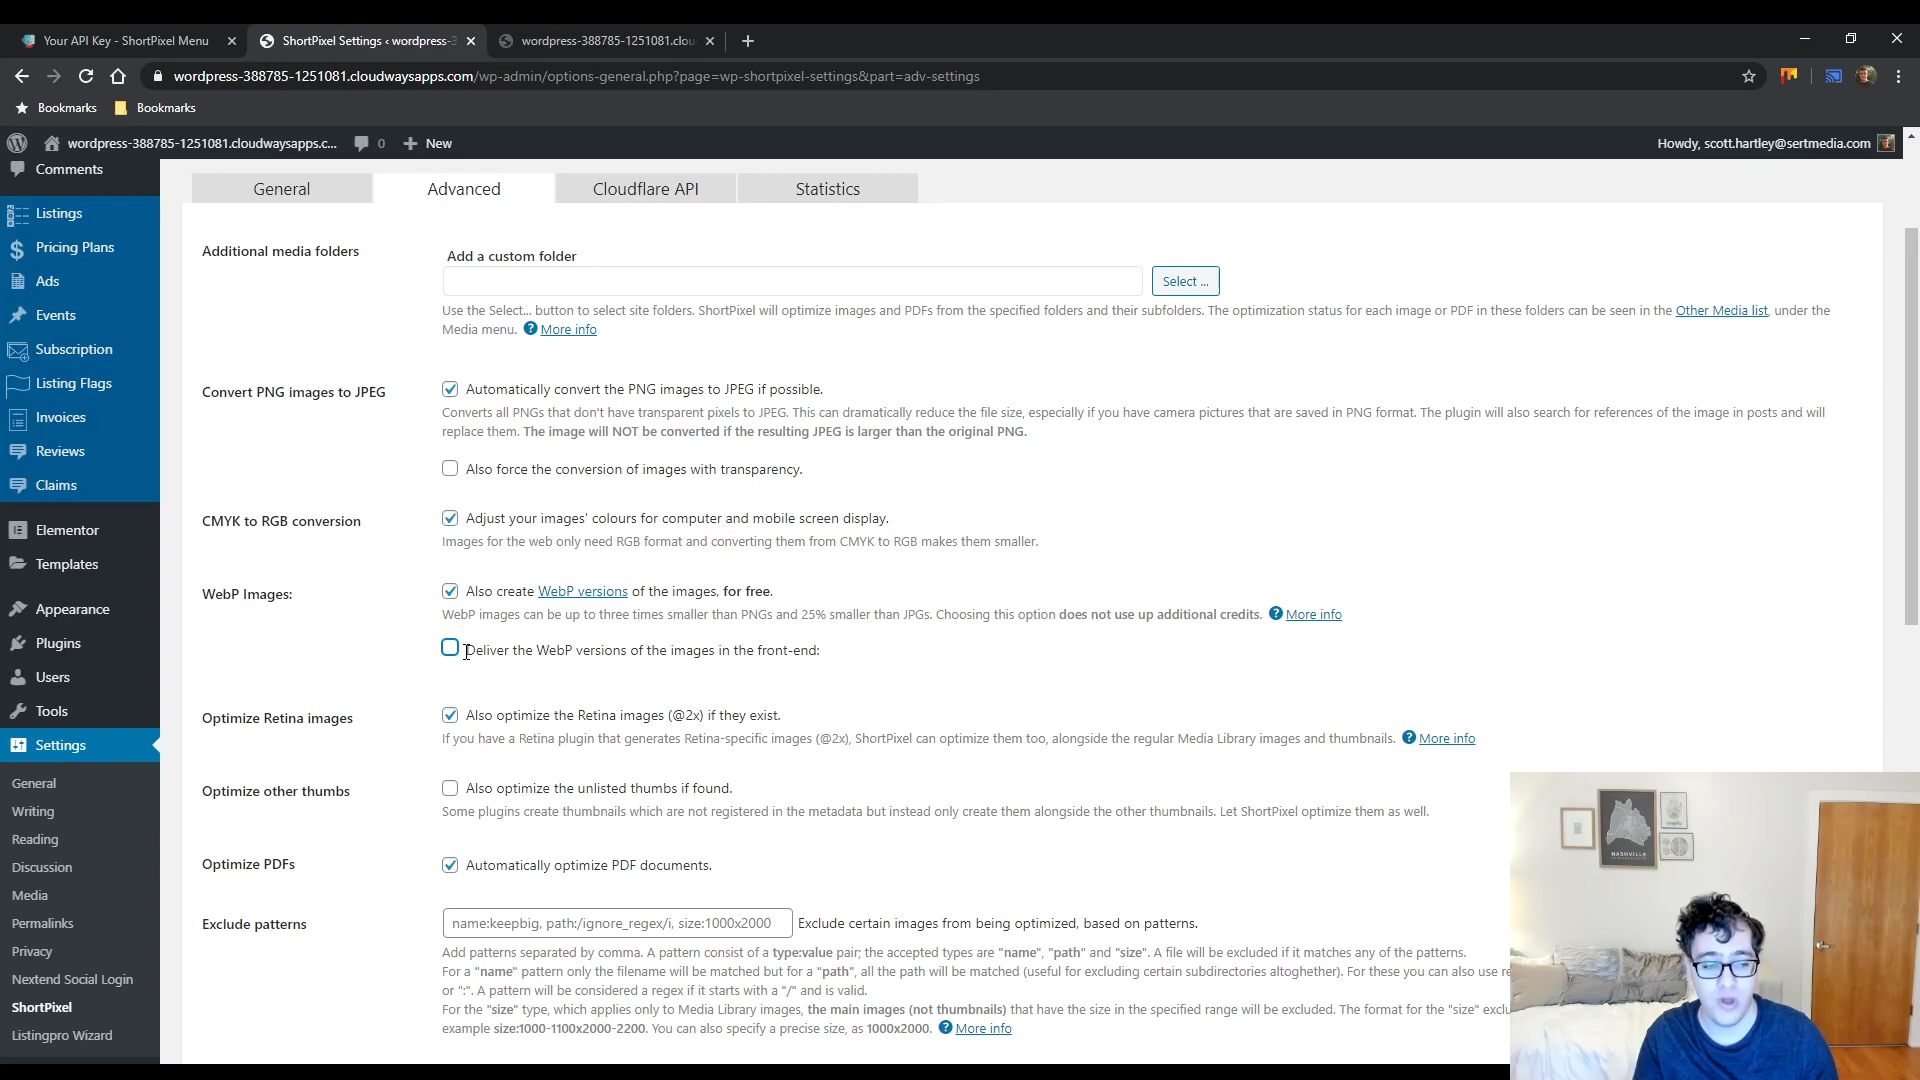 Your API Key - ShortPixel Menu
ShortPixel Settings ‹ wordpress-3
wordpress-388785-1251081.clou
wordpress-388785-1251081.cloudwaysapps.com/wp-admin/options-general.php?page=wp-shortpixel-settings&part=adv-settings
Bookmarks
Bookmarks
wordpress-388785-1251081.cloudwaysapps.c...
0
New
Howdy, scott.hartley@sertmedia.com
Comments
Listings
Pricing Plans
Ads
Events
Subscription
Listing Flags
Invoices
Reviews
Claims
Elementor
Templates
Appearance
Plugins
Users
Tools
Settings
General
Writing
Reading
Discussion
Media
Permalinks
Privacy
Nextend Social Login
ShortPixel
Listingpro Wizard
General
Advanced
Cloudflare API
Statistics
Additional media folders
Add a custom folder
Select ...
Use the Select... button to select site folders. ShortPixel will optimize images and PDFs from the specified folders and their subfolders. The optimization status for each image or PDF in these folders can be seen in the Other Media list, under the
Media menu. More info
Convert PNG images to JPEG
Automatically convert the PNG images to JPEG if possible.
Converts all PNGs that don't have transparent pixels to JPEG. This can dramatically reduce the file size, especially if you have camera pictures that are saved in PNG format. The plugin will also search for references of the image in posts and will
replace them. The image will NOT be converted if the resulting JPEG is larger than the original PNG.
Also force the conversion of images with transparency.
CMYK to RGB conversion
Adjust your images' colours for computer and mobile screen display.
Images for the web only need RGB format and converting them from CMYK to RGB makes them smaller.
WebP Images:
Also create WebP versions of the images, for free.
WebP images can be up to three times smaller than PNGs and 25% smaller than JPGs. Choosing this option does not use up additional credits. More info
Deliver the WebP versions of the images in the front-end:
Optimize Retina images
Also optimize the Retina images (@2x) if they exist.
If you have a Retina plugin that generates Retina-specific images (@2x), ShortPixel can optimize them too, alongside the regular Media Library images and thumbnails. More info
Optimize other thumbs
Also optimize the unlisted thumbs if found.
Some plugins create thumbnails which are not registered in the metadata but instead only create them alongside the other thumbnails. Let ShortPixel optimize them as well.
Optimize PDFs
Automatically optimize PDF documents.
Exclude patterns
name:keepbig, path:/ignore_regex/i, size:1000x2000
Exclude certain images from being optimized, based on patterns.
Add patterns separated by comma. A pattern consist of a type:value pair; the accepted types are "name", "path" and "size". A file will be excluded if it matches any of the patterns.
For a "name" pattern only the filename will be matched but for a "path", all the path will be matched (useful for excluding certain subdirectories altoghether). For these you can also use re
or ":". A pattern will be considered a regex if it starts with a "/" and is valid.
For the "size" type, which applies only to Media Library images, the main images (not thumbnails) that have the size in the specified range will be excluded. The format for the "size" exclu
example size:1000-1100x2000-2200. You can also specify a precise size, as 1000x2000. More info
NASHVILLE